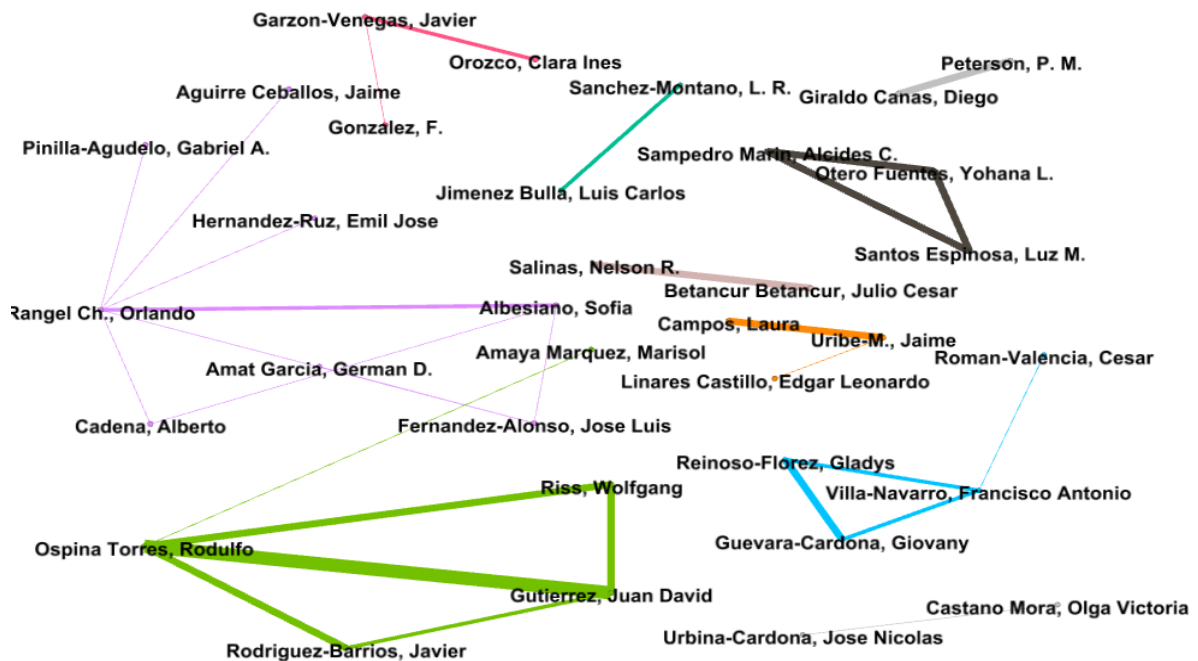 Garzon-Venegas, Javier
Orozco, Clara Ines
Peterson, P. M.
Aguirre Ceballos, Jaime
Sanchez-Montano, L. R.
Giraldo Canas, Diego
Gonzalez, F.
Pinilla-Agudelo, Gabriel A.
Sampedro Marin, Alcides C.
Otero Fuentes, Yohana L.
Jimenez Bulla, Luis Carlos
Hernandez-Ruz, Emil Jose
Santos Espinosa, Luz M.
Salinas, Nelson R.
Betancur Betancur, Julio Cesar
Rangel Ch., Orlando
Albesiano, Sofia
Campos, Laura
Uribe-M., Jaime
Amaya Marquez, Marisol
Roman-Valencia, Cesar
Amat Garcia, German D.
Linares Castillo, Edgar Leonardo
Cadena, Alberto
Fernandez-Alonso, Jose Luis
Reinoso-Florez, Gladys
Riss, Wolfgang
Villa-Navarro, Francisco Antonio
Ospina Torres, Rodulfo
Guevara-Cardona, Giovany
Gutierrez, Juan David
Castano Mora, Olga Victoria
Urbina-Cardona, Jose Nicolas
Rodriguez-Barrios, Javier